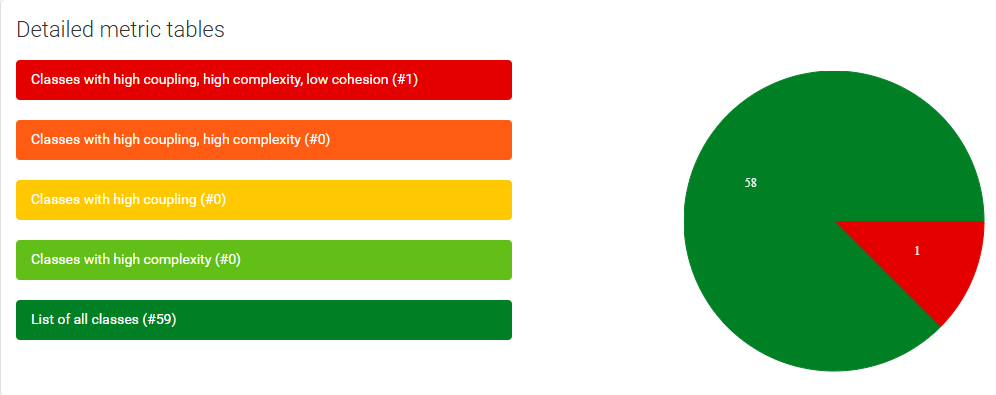 Detailed metric tables
Classes with high coupling, high complexity, low cohesion (#1)
Classes with high coupling, high complexity (#0)
Classes with high coupling (#0)
Classes with high complexity (#0)
List of all classes (#59)
58
1